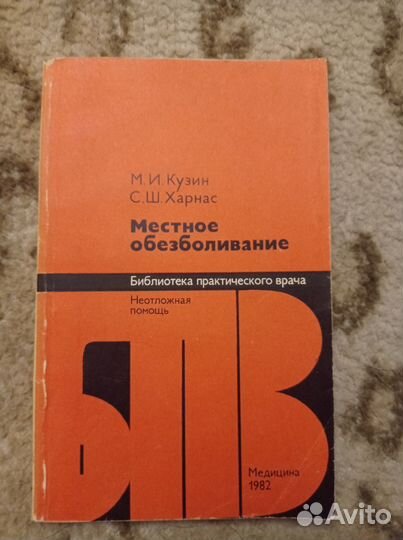 М.И.Кузин
С.Ш.Харнас
Местное
обезболивание
Библиотека практического врача
Неотложная
помощь
БПВ
Медицина
1982
Avito